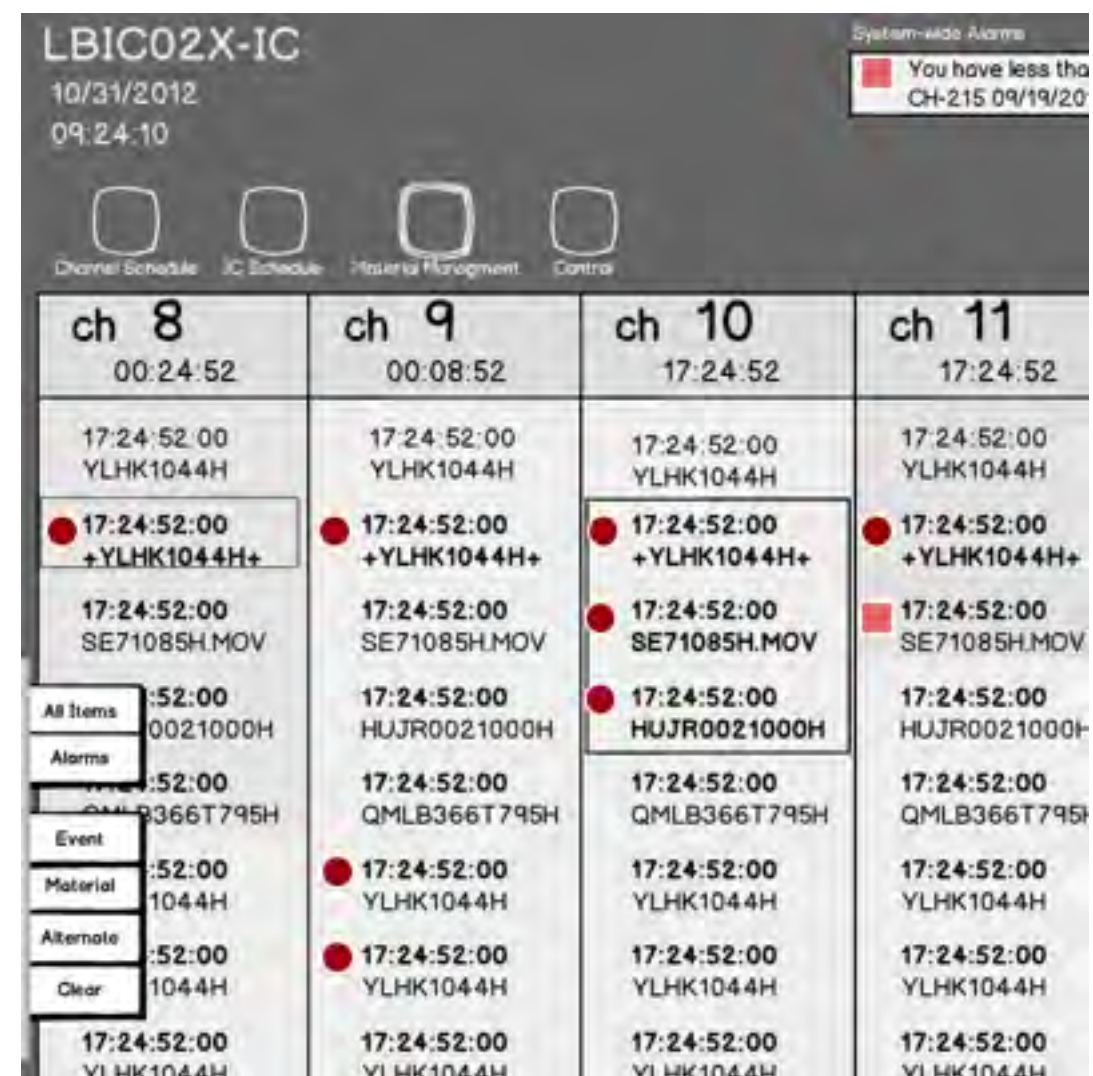 LBIC02X-IC
10/31/2012
09:24:10
System-wide Alarms
You have less tha
CH-215 09/19/20
Channel Schedule
IC Schedule
Material Managment
Control
ch 8
00:24:52
17:24:52:00
YLHK1044H
17:24:52:00
+YLHK1044H+
17:24:52:00
SE71085H.MOV
:52:00
0021000H
:52:00
QMLB366T795H
:52:00
1044H
:52:00
1044H
17:24:52:00
YLHK1044H
All Items
Alarms
Event
Material
Alternate
Clear
ch 9
00:08:52
17:24:52:00
YLHK1044H
17:24:52:00
+YLHK1044H+
17:24:52:00
SE71085H.MOV
17:24:52:00
HUJR0021000H
17:24:52:00
QMLB366T795H
17:24:52:00
YLHK1044H
17:24:52:00
YLHK1044H
17:24:52:00
YLHK1044H
ch 10
17:24:52
17:24:52:00
YLHK1044H
17:24:52:00
+YLHK1044H+
17:24:52:00
SE71085H.MOV
17:24:52:00
HUJR0021000H
17:24:52:00
QMLB366T795H
17:24:52:00
YLHK1044H
17:24:52:00
YLHK1044H
17:24:52:00
YLHK1044H
ch 11
17:24:52
17:24:52:00
YLHK1044H
17:24:52:00
+YLHK1044H+
17:24:52:00
SE71085H.MOV
17:24:52:00
HUJR0021000H
17:24:52:00
QMLB366T795H
17:24:52:00
YLHK1044H
17:24:52:00
YLHK1044H
17:24:52:00
YLHK1044H